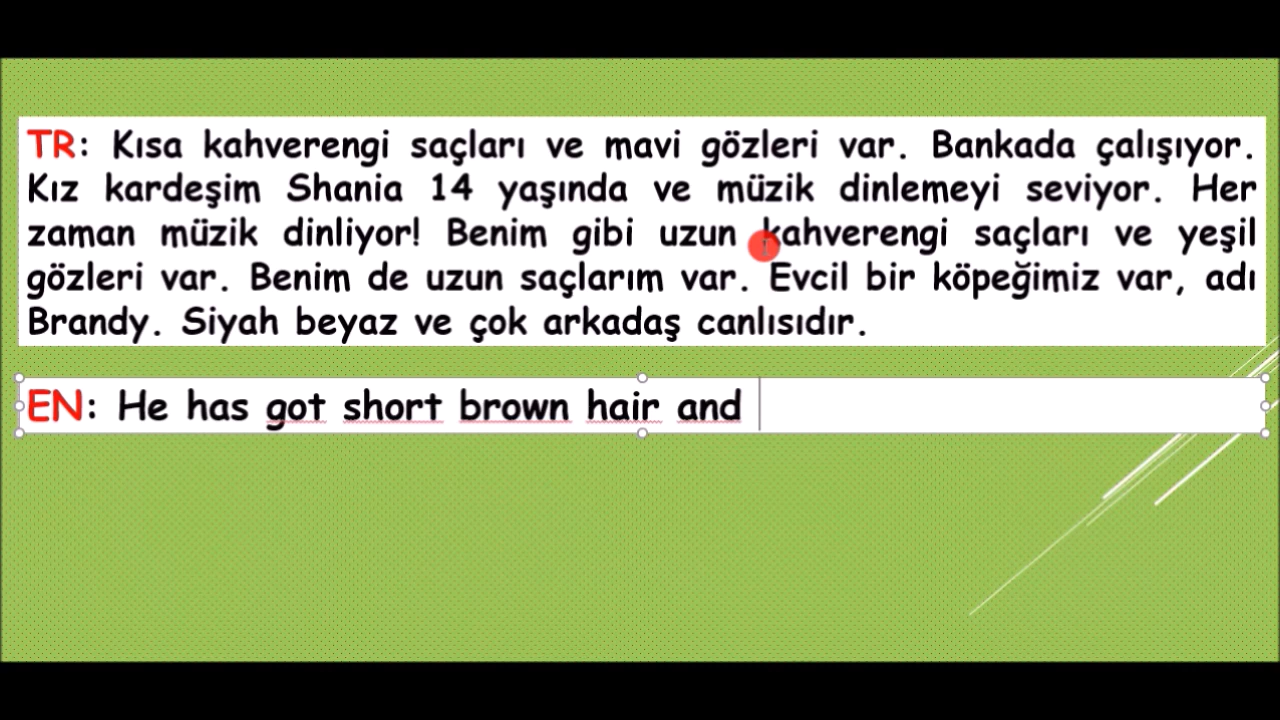 TR: Kısa kahverengi saçları ve mavi gözleri var. Bankada çalışıyor.
Kız kardeşim Shania 14 yaşında ve müzik dinlemeyi seviyor. Her
zaman müzik dinliyor! Benim gibi uzun kahverengi saçları ve yeşil
gözleri var. Benim de uzun saçlarım var. Evcil bir köpeğimiz var, adı
Brandy. Siyah beyaz ve çok arkadaş canlısıdır.
EN: He has got short brown hair and